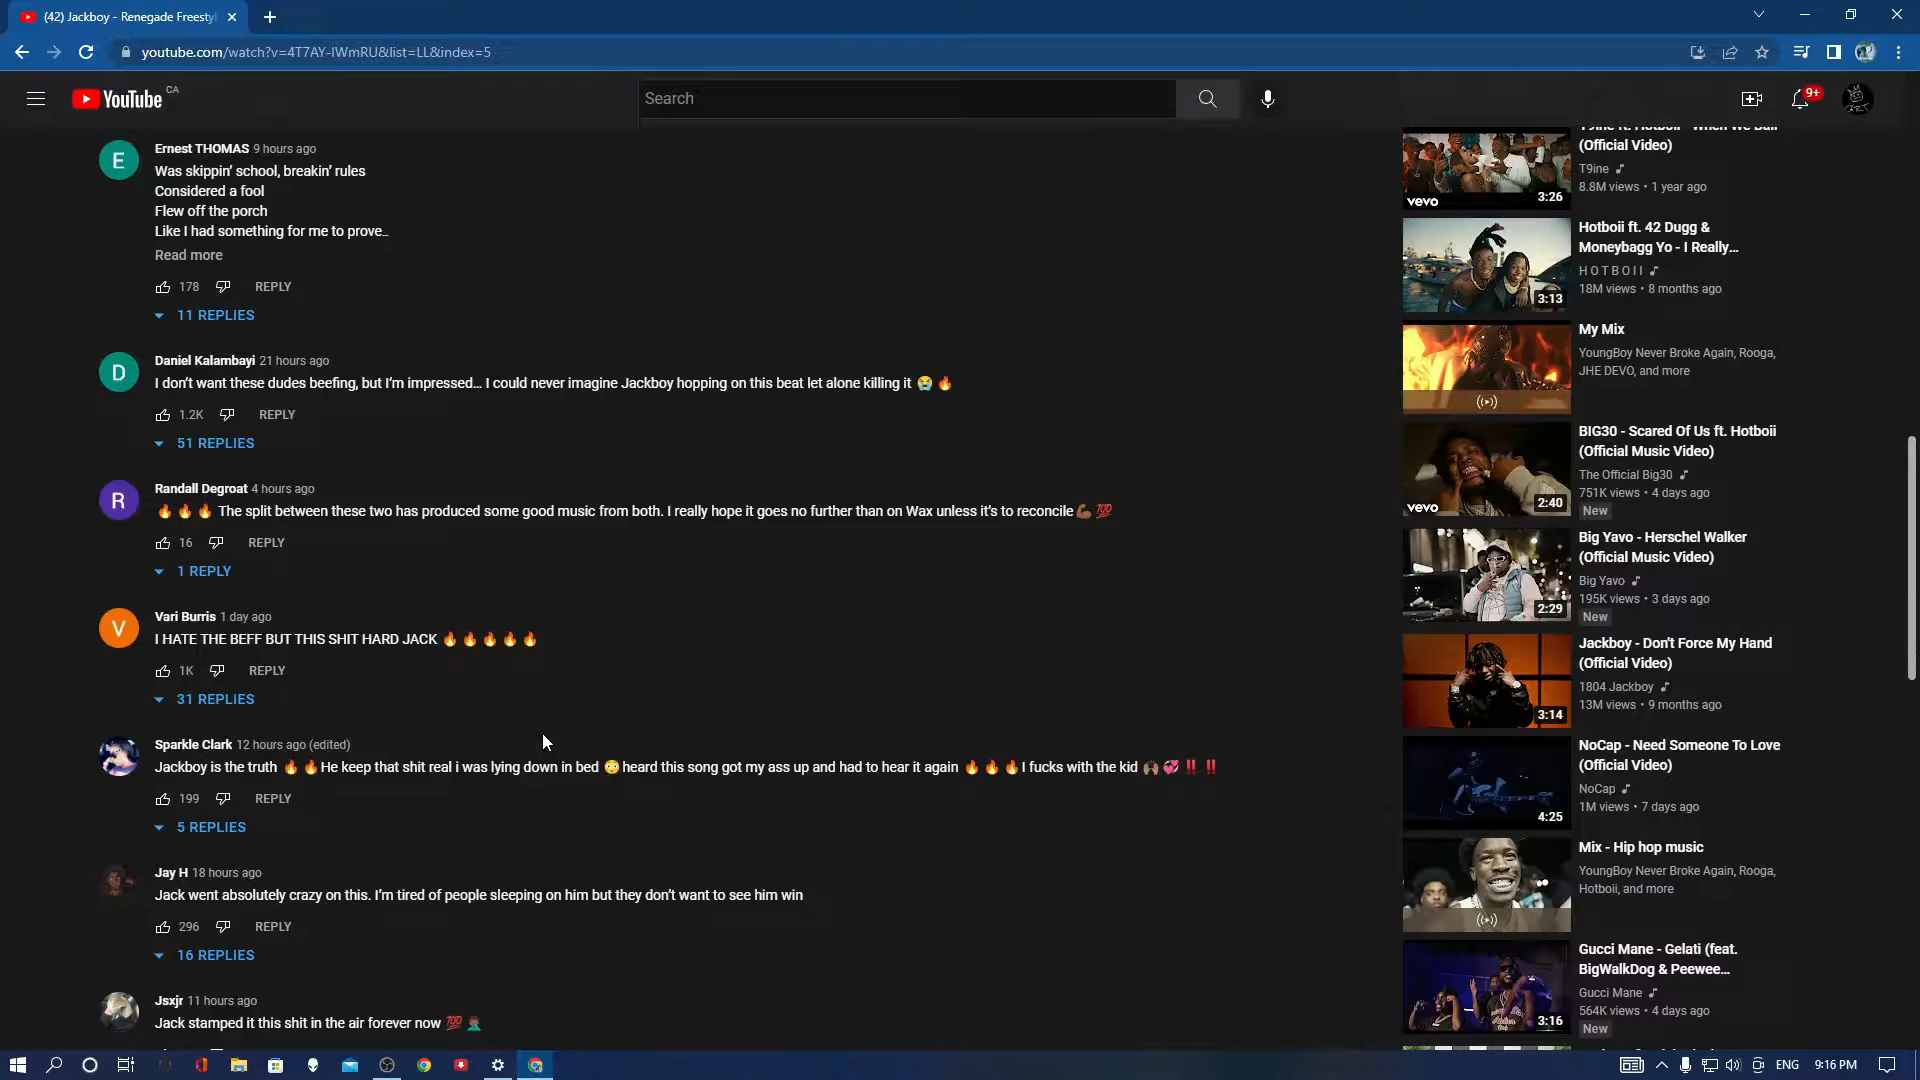 (42) Jackboy - Renegade Freesty
youtube.com/watch?v=4T7AY-IWmRU&list=LL&index=5
YouTube CA
Search
9+
Ernest THOMAS 9 hours ago
Was skippin’ school, breakin’ rules
Considered a fool
Flew off the porch
Like I had something for me to prove…
Read more
178 REPLY
11 REPLIES
Daniel Kalambayi 21 hours ago
I don’t want these dudes beefing, but I’m impressed… I could never imagine Jackboy hopping on this beat let alone killing it 😭 🔥
1.2K REPLY
51 REPLIES
Randall Degroat 4 hours ago
🔥 🔥 🔥 The split between these two has produced some good music from both. I really hope it goes no further than on Wax unless it’s to reconcile 💪🏾 💯
16 REPLY
1 REPLY
Vari Burris 1 day ago
I HATE THE BEFF BUT THIS SHIT HARD JACK 🔥 🔥 🔥 🔥 🔥
1K REPLY
31 REPLIES
Sparkle Clark 12 hours ago (edited)
Jackboy is the truth 🔥 🔥He keep that shit real i was lying down in bed 😳heard this song got my ass up and had to hear it again 🔥 🔥 🔥I fucks with the kid 🙌🏾 💞 ‼️ ‼️
199 REPLY
5 REPLIES
Jay H 18 hours ago
Jack went absolutely crazy on this. I’m tired of people sleeping on him but they don’t want to see him win
296 REPLY
16 REPLIES
Jsxjr 11 hours ago
Jack stamped it this shit in the air forever now 💯 🤦🏾‍♂️
T9ine ft. Hotboii - When We Ball
(Official Video)
T9ine
8.8M views • 1 year ago
vevo 3:26
Hotboii ft. 42 Dugg &
Moneybagg Yo - I Really…
H O T B O I I
18M views • 8 months ago
3:13
My Mix
YoungBoy Never Broke Again, Rooga,
JHE DEVO, and more
BIG30 - Scared Of Us ft. Hotboii
(Official Music Video)
The Official Big30
751K views • 4 days ago
New
vevo 2:40
Big Yavo - Herschel Walker
(Official Music Video)
Big Yavo
195K views • 3 days ago
New
2:29
Jackboy - Don't Force My Hand
(Official Video)
1804 Jackboy
13M views • 9 months ago
3:14
NoCap - Need Someone To Love
(Official Video)
NoCap
1M views • 7 days ago
4:25
Mix - Hip hop music
YoungBoy Never Broke Again, Rooga,
Hotboii, and more
Gucci Mane - Gelati (feat.
BigWalkDog & Peewee…
Gucci Mane
564K views • 4 days ago
New
3:16
ENG 9:16 PM